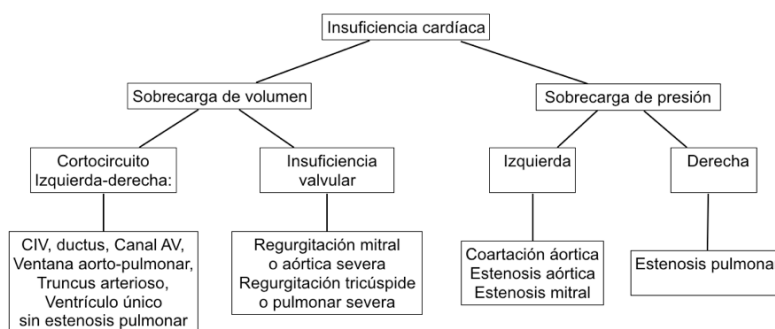 Insuficiencia cardíaca
Sobrecarga de volumen
Sobrecarga de presión
Cortocircuito
Izquierda-derecha:
Insuficiencia
valvular
Izquierda
Derecha
CIV, ductus, Canal AV,
Ventana aorto-pulmonar,
Truncus arterioso,
Ventrículo único
sin estenosis pulmonar
Regurgitación mitral
o aórtica severa
Regurgitación tricúspide
o pulmonar severa
Coartación áortica
Estenosis aórtica
Estenosis mitral
Estenosis pulmonar